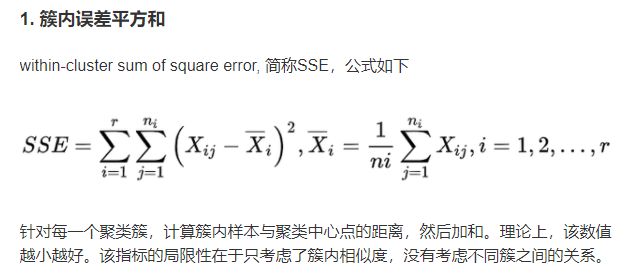 1. 簇内误差平方和
within-cluster sum of square error, 简称SSE，公式如下
$SSE = \sum_{i=1}^{r} \sum_{j=1}^{n_i} \left( X_{ij} - \overline{X}_i \right)^2, \overline{X}_i = \frac{1}{ni} \sum_{j=1}^{n_i} X_{ij}, i = 1, 2, \ldots, r$
针对每一个聚类簇，计算簇内样本与聚类中心点的距离，然后加和。理论上，该数值
越小越好。该指标的局限性在于只考虑了簇内相似度，没有考虑不同簇之间的关系。